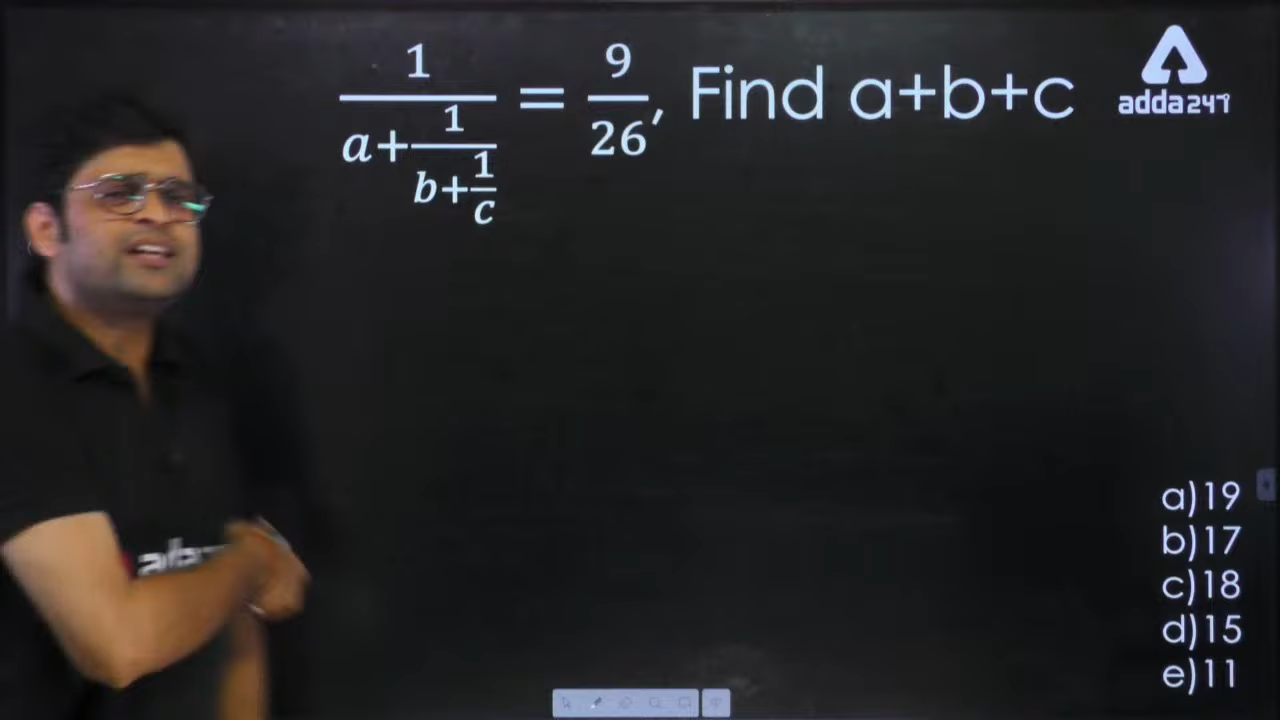 1/(a+1/(b+1/c)) = 9/26, Find a+b+c
adda247
a)19
b)17
c)18
d)15
e)11